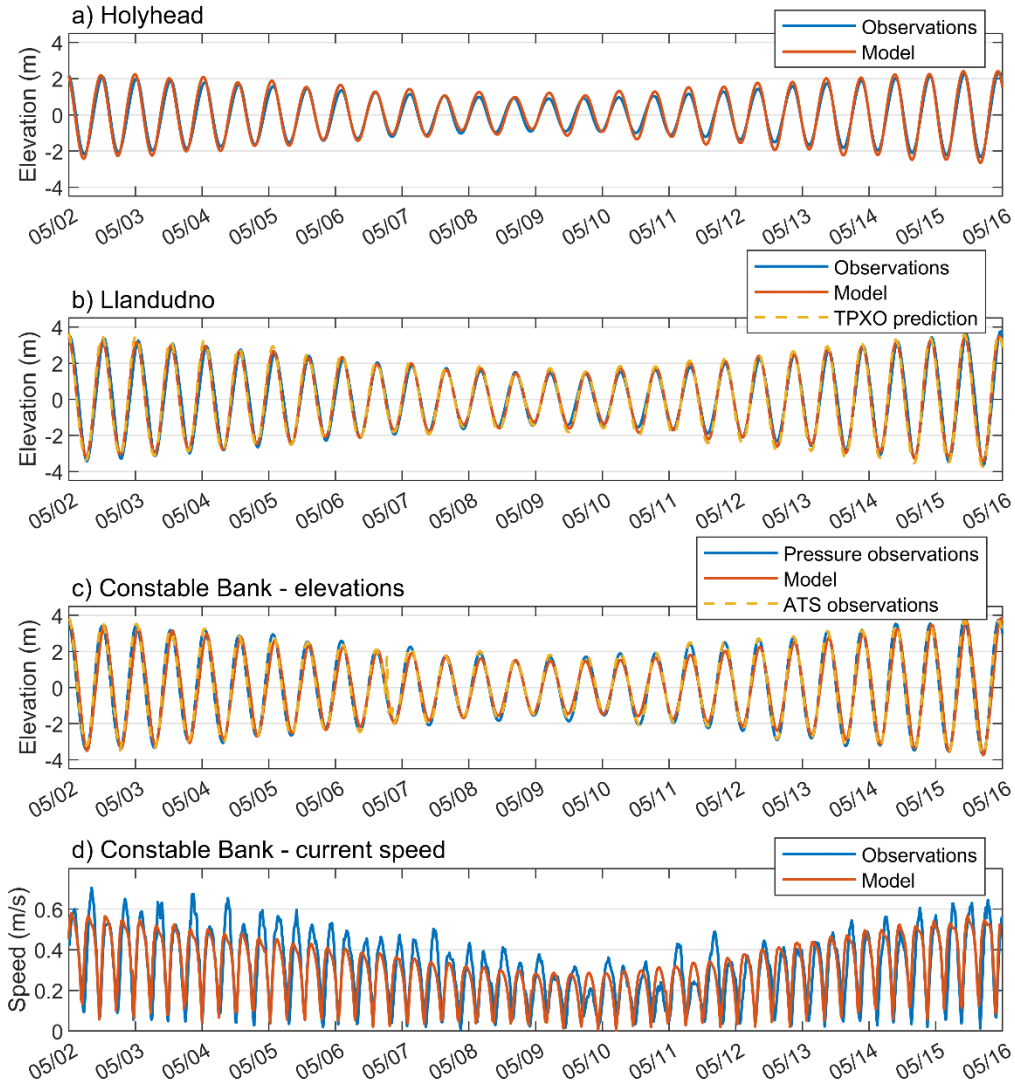 a) Holyhead
Observations
Model
Elevation (m)
4
2
0
-2
-4
05/02 05/03 05/04 05/05 05/06 05/07 05/08 05/09 05/10 05/11 05/12 05/13 05/14 05/15 05/16
b) Llandudno
Observations
Model
TPXO prediction
Elevation (m)
4
2
0
-2
-4
05/02 05/03 05/04 05/05 05/06 05/07 05/08 05/09 05/10 05/11 05/12 05/13 05/14 05/15 05/16
c) Constable Bank - elevations
Pressure observations
Model
ATS observations
Elevation (m)
4
2
0
-2
-4
05/02 05/03 05/04 05/05 05/06 05/07 05/08 05/09 05/10 05/11 05/12 05/13 05/14 05/15 05/16
d) Constable Bank - current speed
Observations
Model
Speed (m/s)
0.6
0.4
0.2
0
05/02 05/03 05/04 05/05 05/06 05/07 05/08 05/09 05/10 05/11 05/12 05/13 05/14 05/15 05/16